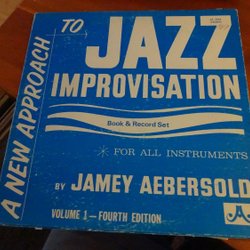 A NEW APPROACH
TO
JAZZ
IMPROVISATION
Book & Record Set
FOR ALL INSTRUMENTS
BY JAMEY AEBERSOLD
VOLUME 1 — FOURTH EDITION